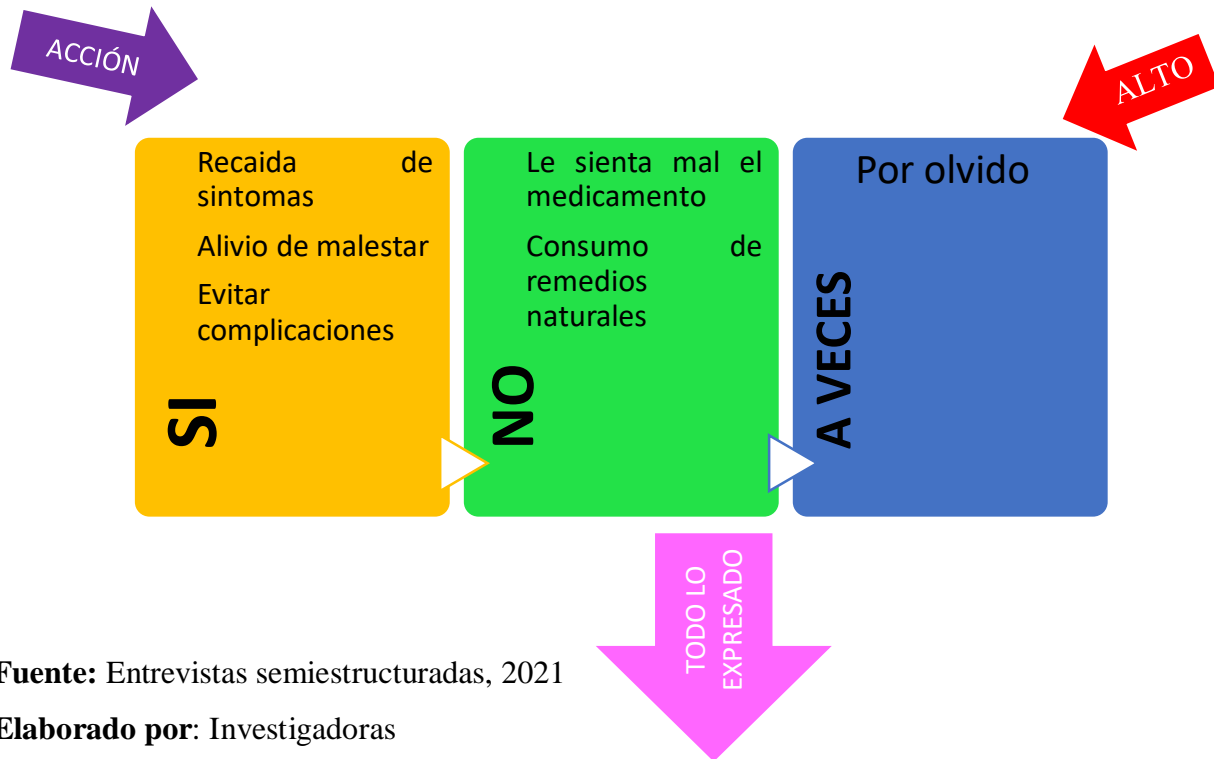 ACCIÓN
ALTO
Recaida de
sintomas
Alivio de malestar
Evitar
complicaciones
SI
Le sienta mal el
medicamento
Consumo de
remedios
naturales
NO
Por olvido
A VECES
TODO LO
EXPRESADO
Fuente: Entrevistas semiestructuradas, 2021
Elaborado por: Investigadoras